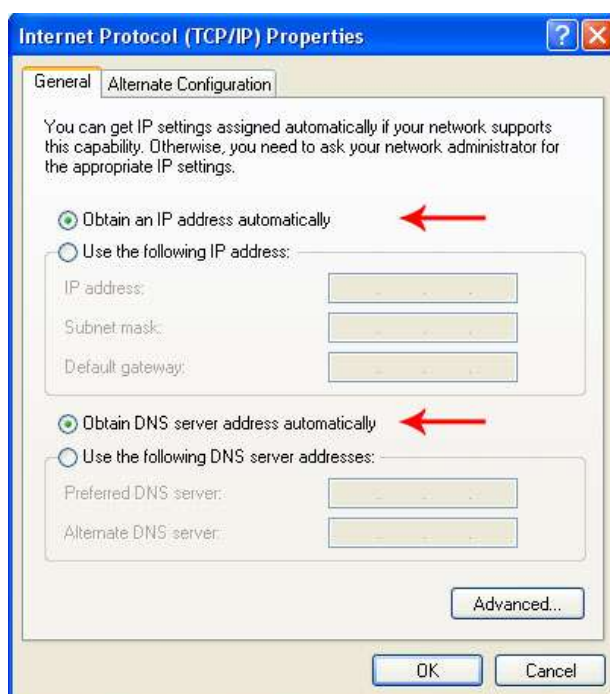 Internet Protocol (TCP/IP) Properties
General
Alternate Configuration
You can get IP settings assigned automatically if your network supports
this capability. Otherwise, you need to ask your network administrator for
the appropriate IP settings.
Obtain an IP address automatically
Use the following IP address:
IP address:
Subnet mask:
Default gateway:
Obtain DNS server address automatically
Use the following DNS server addresses:
Preferred DNS server:
Alternate DNS server:
Advanced...
OK
Cancel